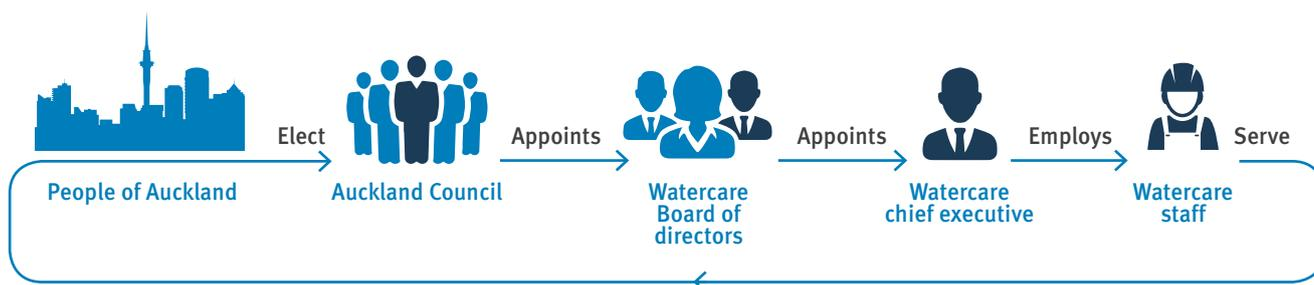 Elect
Appoints
Appoints
Employs
Serve
People of Auckland
Auckland Council
Watercare
Board of
directors
Watercare
chief executive
Watercare
staff